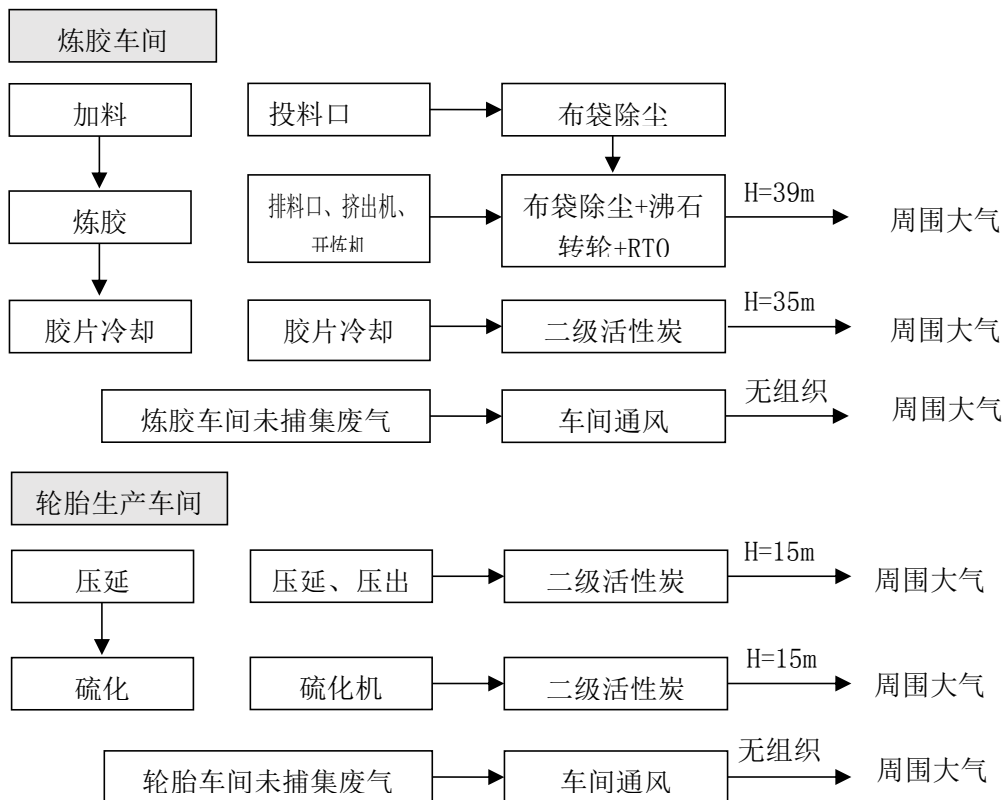 炼胶车间
加料
投料口
布袋除尘
炼胶
排料口、挤出机、
开炼机
布袋除尘+沸石
转轮+RTO
H=39m
周围大气
胶片冷却
胶片冷却
二级活性炭
H=35m
周围大气
炼胶车间未捕集废气
车间通风
无组织
周围大气
轮胎生产车间
压延
压延、压出
二级活性炭
H=15m
周围大气
硫化
硫化机
二级活性炭
H=15m
周围大气
轮胎车间未捕集废气
车间通风
无组织
周围大气